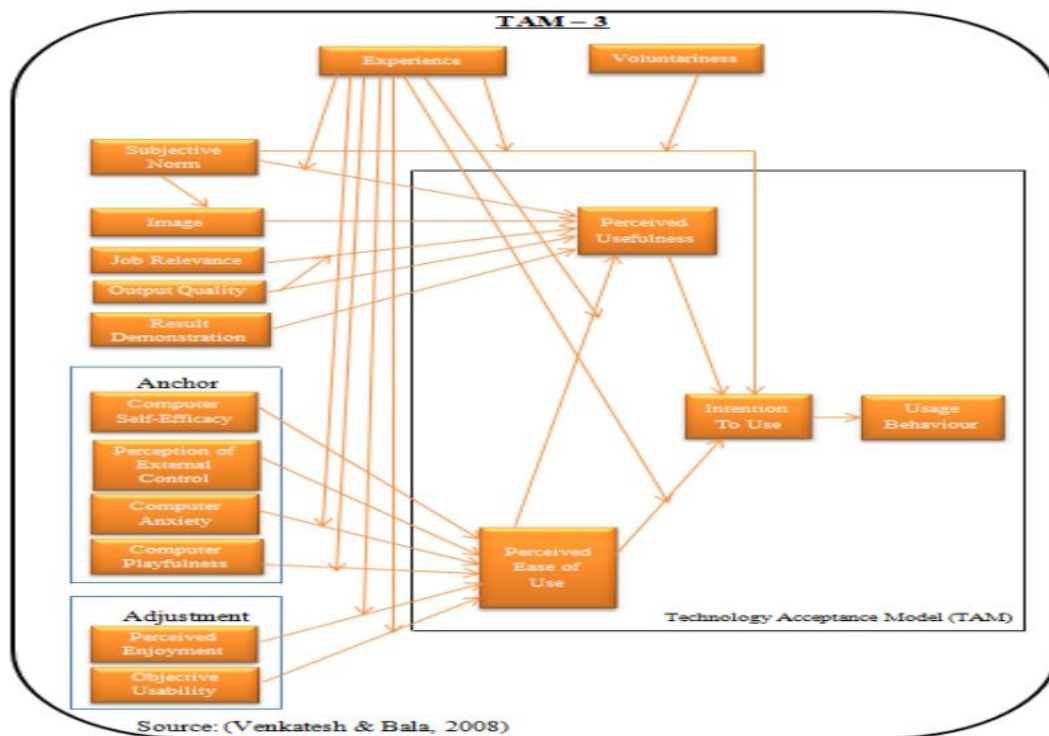 TAM – 3
Experience
Voluntariness
Subjective
Norm
Image
Job Relevance
Output Quality
Result
Demonstration
Perceived
Usefulness
Anchor
Computer
Self-Efficacy
Perception of
External
Control
Computer
Anxiety
Computer
Playfulness
Intention
To Use
Usage
Behaviour
Perceived
Ease of
Use
Technology Acceptance Model (TAM)
Adjustment
Perceived
Enjoyment
Objective
Usability
Source: (Venkatesh & Bala, 2008)